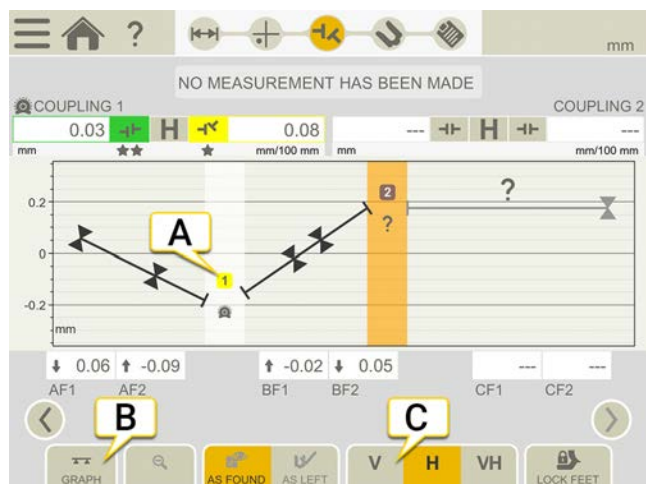 ?
mm
NO MEASUREMENT HAS BEEN MADE
COUPLING 1
COUPLING 2
0.03 H 0.08
--- H ---
mm mm/100 mm mm mm/100 mm
0.2
0
-0.2
mm
A
1
2
?
?
0.06 -0.09 -0.02 0.05 --- ---
AF1 AF2 BF1 BF2 CF1 CF2
B
C
V H VH
GRAPH AS FOUND AS LEFT LOCK FEET